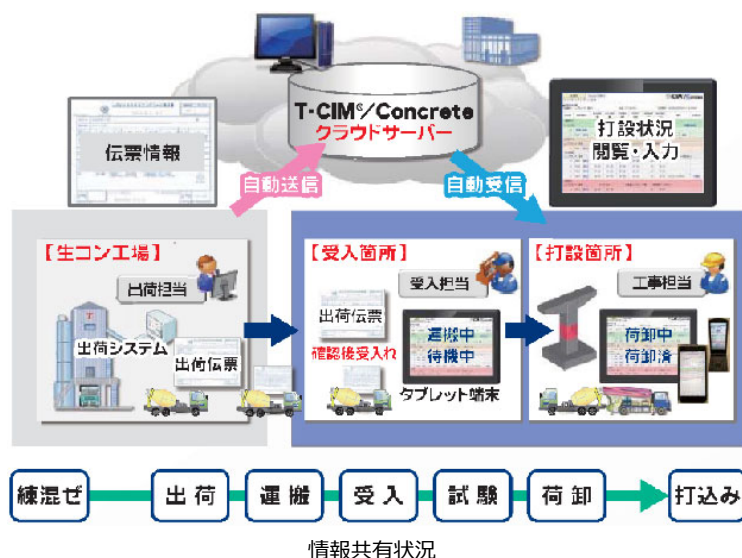 T-CIM®/Concrete
クラウドサーバー
伝票情報
打設状況
閲覧・入力
自動送信
自動受信
【生コン工場】
出荷担当
出荷システム
出荷伝票
【受入箇所】
受入担当
出荷伝票
確認後受入れ
運搬中
待機中
タブレット端末
【打設箇所】
工事担当
荷卸中
荷卸済
練混ぜ
出荷
運搬
受入
試験
荷卸
打込み
情報共有状況